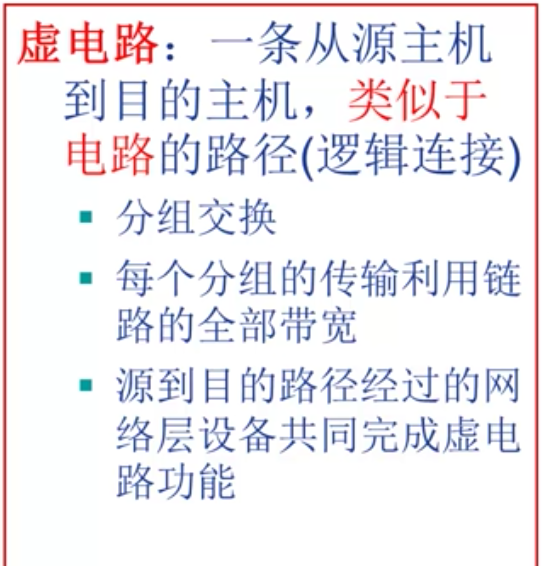 虚电路：一条从源主机
到目的主机，类似于
电路的路径(逻辑连接)
▪ 分组交换
▪ 每个分组的传输利用链
路的全部带宽
▪ 源到目的路径经过的网
络层设备共同完成虚电
路功能